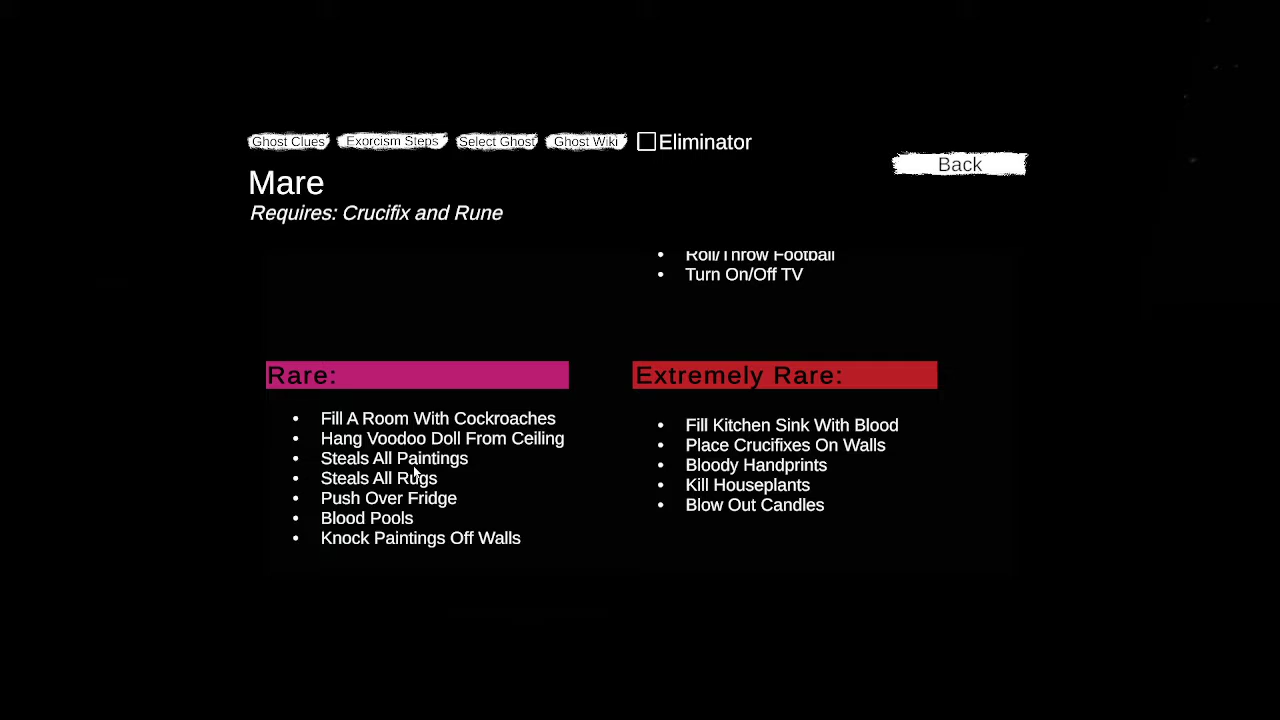 Ghost Clues Exorcism Steps Select Ghost Ghost Wiki Eliminator
Back
Mare
Requires: Crucifix and Rune
• Roll/Throw Football
• Turn On/Off TV
Rare:
• Fill A Room With Cockroaches
• Hang Voodoo Doll From Ceiling
• Steals All Paintings
• Steals All Rugs
• Push Over Fridge
• Blood Pools
• Knock Paintings Off Walls
Extremely Rare:
• Fill Kitchen Sink With Blood
• Place Crucifixes On Walls
• Bloody Handprints
• Kill Houseplants
• Blow Out Candles